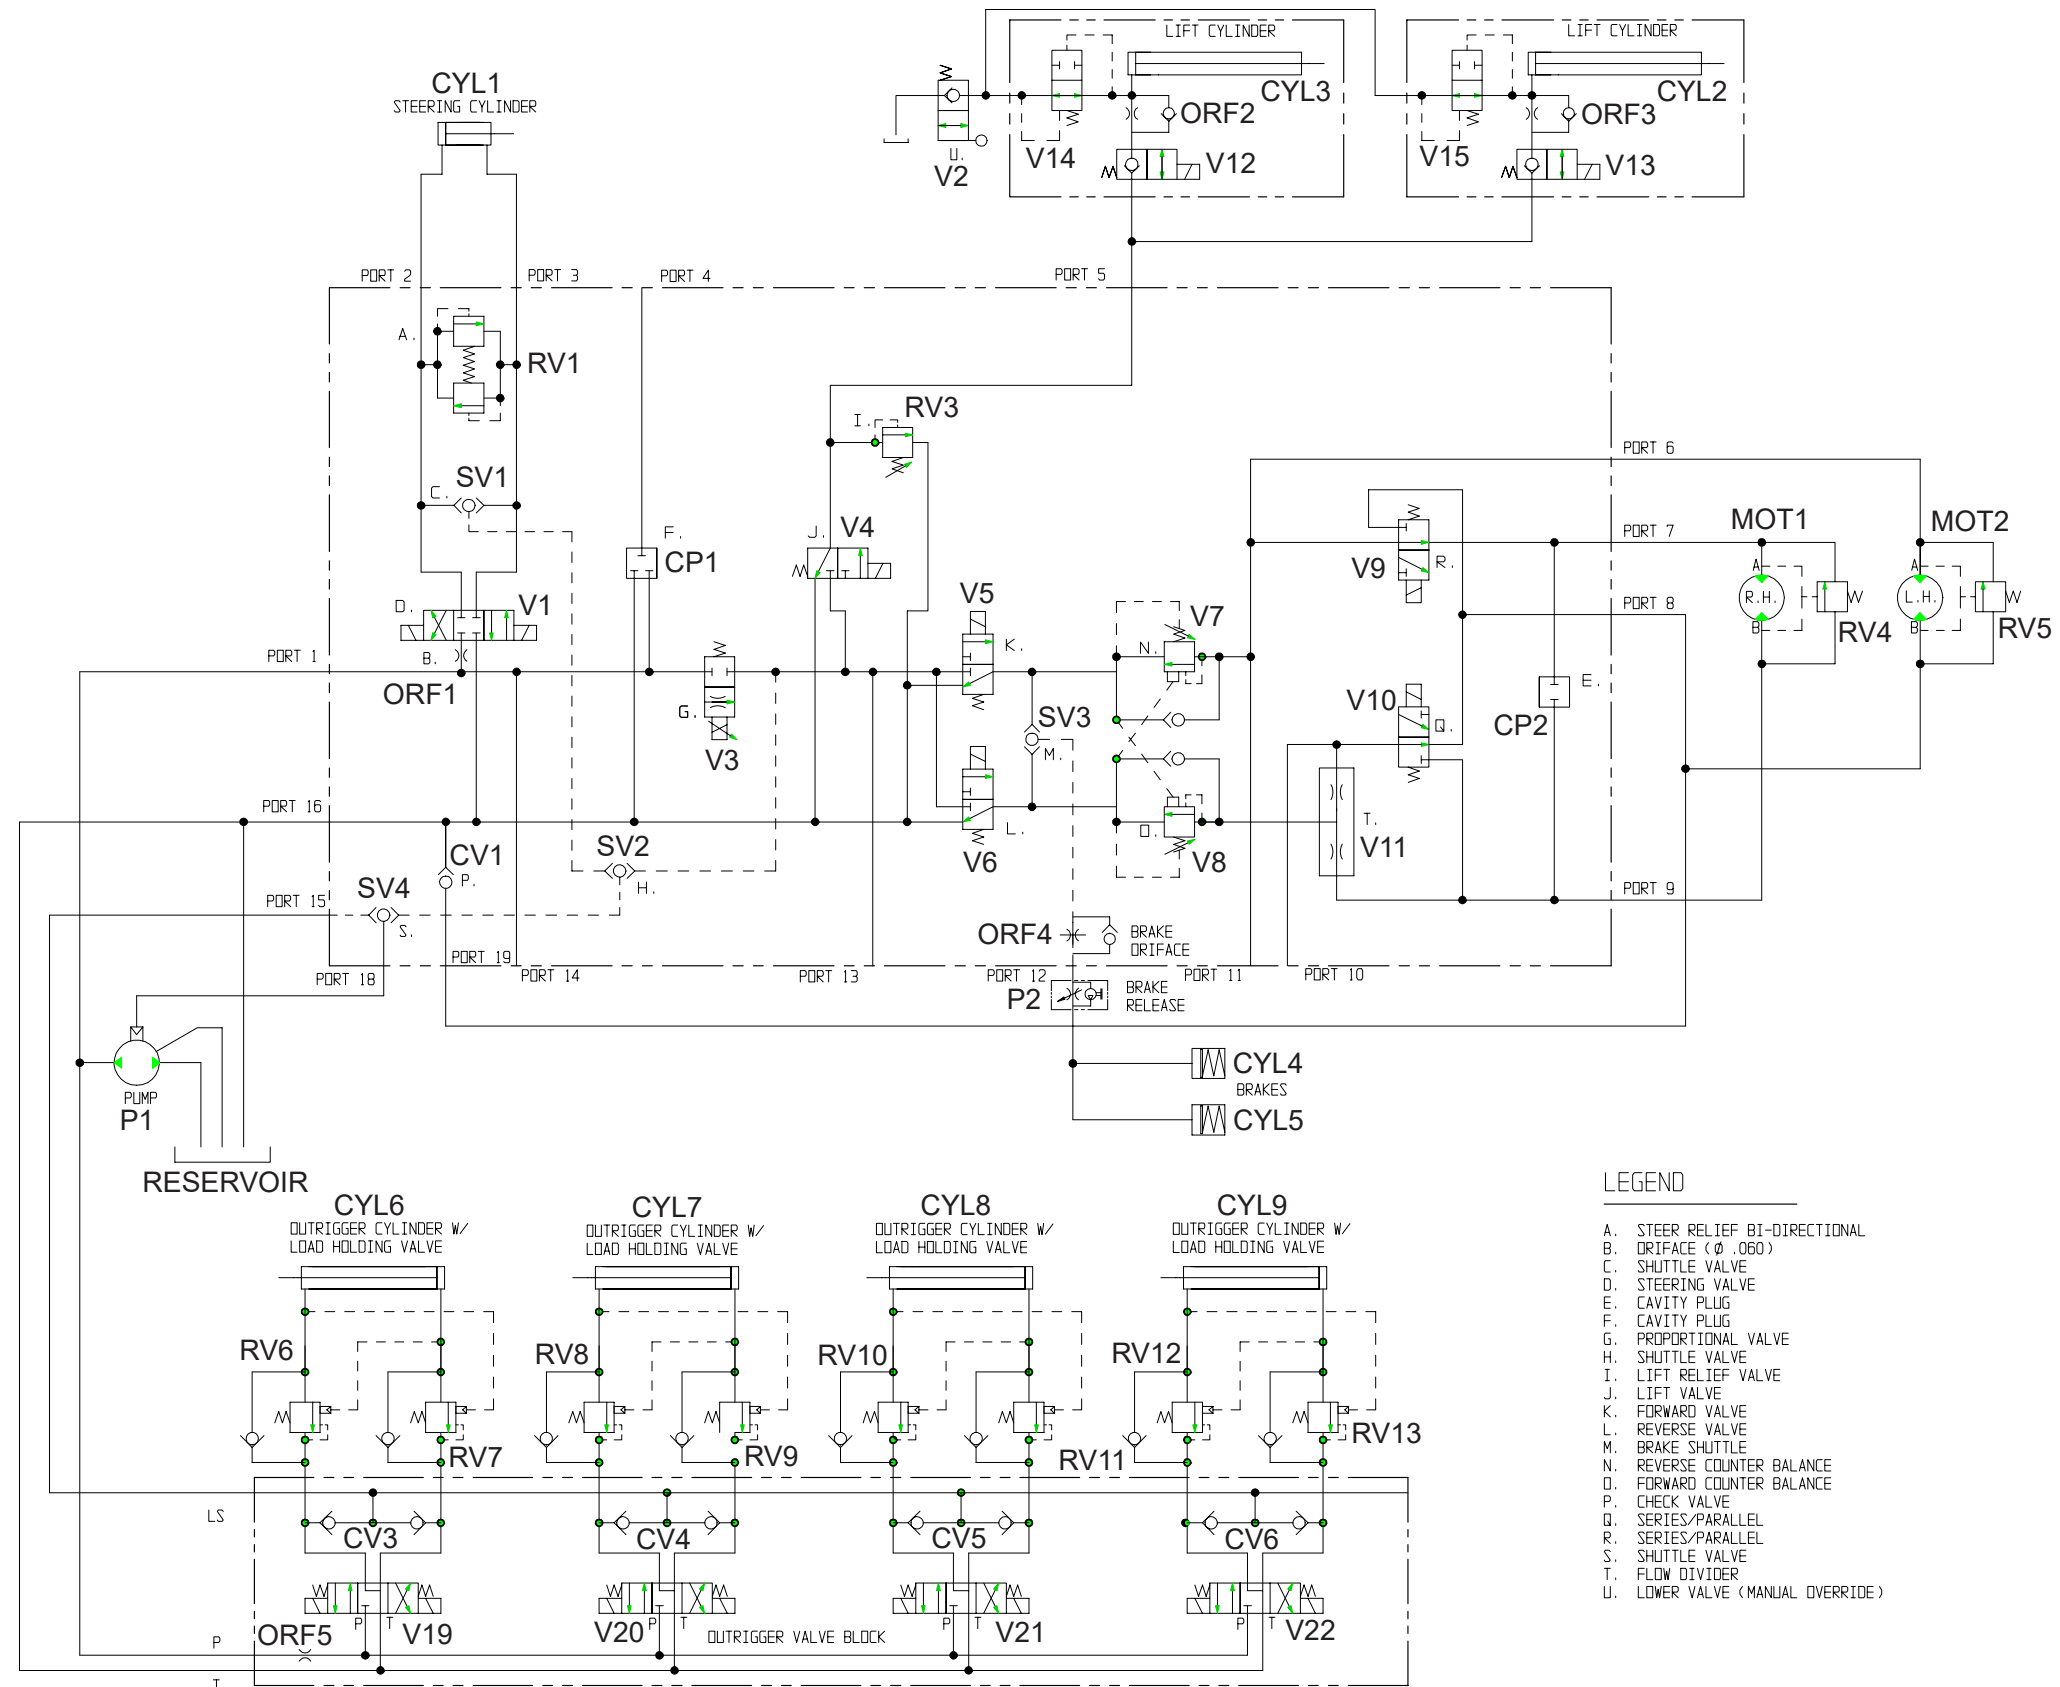 LIFT CYLINDER
LIFT CYLINDER
CYL1
STEERING CYLINDER
CYL3
CYL2
ORF2
ORF3
U.
V2
V14
V12
V15
V13
PORT 2
PORT 3
PORT 4
PORT 5
A.
RV1
I.
RV3
C.
SV1
F.
CP1
J.
V4
PORT 6
PORT 7
MOT1
MOT2
V9
R.
A
R.H.
B
RV4
A
L.H.
B
RV5
PORT 8
D.
V1
B.
ORF1
PORT 1
V5
K.
V7
N.
G.
V3
SV3
M.
V10
Q.
E.
CP2
PORT 16
CV1
P.
SV2
H.
L.
V6
O.
V8
T.
V11
SV4
S.
PORT 15
PORT 9
ORF4
BRAKE
ORIFACE
PORT 18
PORT 19
PORT 14
PORT 13
PORT 12
PORT 11
PORT 10
P2
BRAKE
RELEASE
PUMP
P1
CYL4
BRAKES
CYL5
RESERVOIR
CYL6
OUTRIGGER CYLINDER W/
LOAD HOLDING VALVE
CYL7
OUTRIGGER CYLINDER W/
LOAD HOLDING VALVE
CYL8
OUTRIGGER CYLINDER W/
LOAD HOLDING VALVE
CYL9
OUTRIGGER CYLINDER W/
LOAD HOLDING VALVE
RV6
RV7
RV8
RV9
RV10
RV11
RV12
RV13
LS
CV3
CV4
CV5
CV6
P T
V19
P T
V20
P T
V21
P T
V22
ORF5
OUTRIGGER VALVE BLOCK
P
T
LEGEND
A. STEER RELIEF BI-DIRECTIONAL
B. ORIFACE (Ø .060)
C. SHUTTLE VALVE
D. STEERING VALVE
E. CAVITY PLUG
F. CAVITY PLUG
G. PROPORTIONAL VALVE
H. SHUTTLE VALVE
I. LIFT RELIEF VALVE
J. LIFT VALVE
K. FORWARD VALVE
L. REVERSE VALVE
M. BRAKE SHUTTLE
N. REVERSE COUNTER BALANCE
O. FORWARD COUNTER BALANCE
P. CHECK VALVE
Q. SERIES/PARALLEL
R. SERIES/PARALLEL
S. SHUTTLE VALVE
T. FLOW DIVIDER
U. LOWER VALVE (MANUAL OVERRIDE)